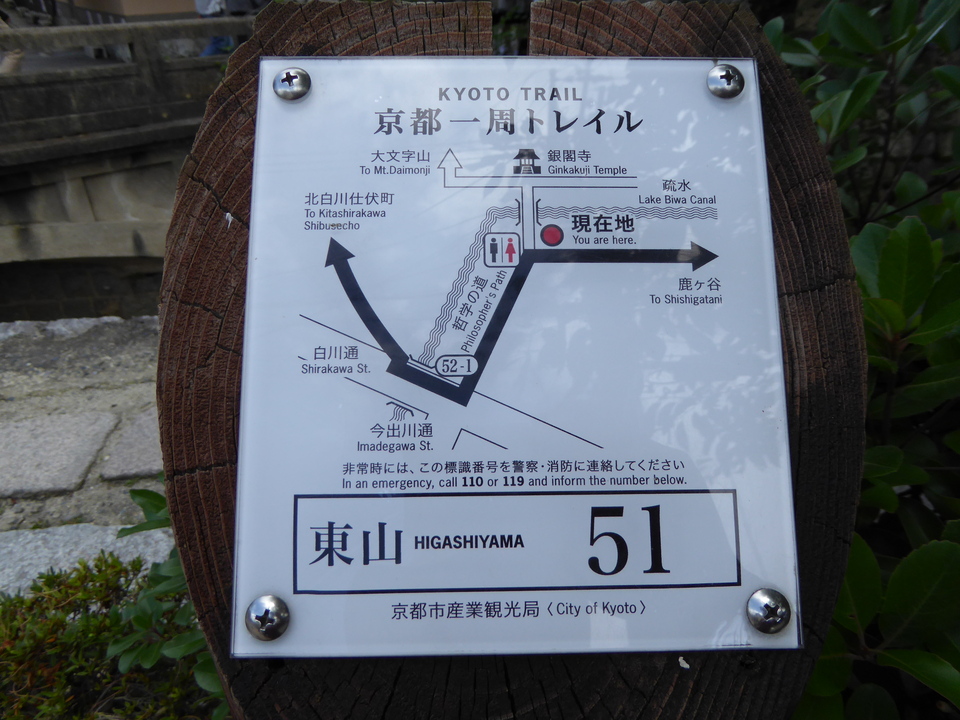 KYOTO TRAIL
京都一周トレイル
大文字山
To Mt.Daimonji
銀閣寺
Ginkakuji Temple
疏水
Lake Biwa Canal
北白川仕伏町
To Kitashirakawa
Shibusecho
現在地
You are here.
鹿ヶ谷
To Shishigatani
哲学の道
Philosopher's Path
52-1
白川通
Shirakawa St.
今出川通
Imadegawa St.
非常時には、この標識番号を警察・消防に連絡してください
In an emergency, call 110 or 119 and inform the number below.
東山 HIGASHIYAMA 51
京都市産業観光局〈City of Kyoto〉